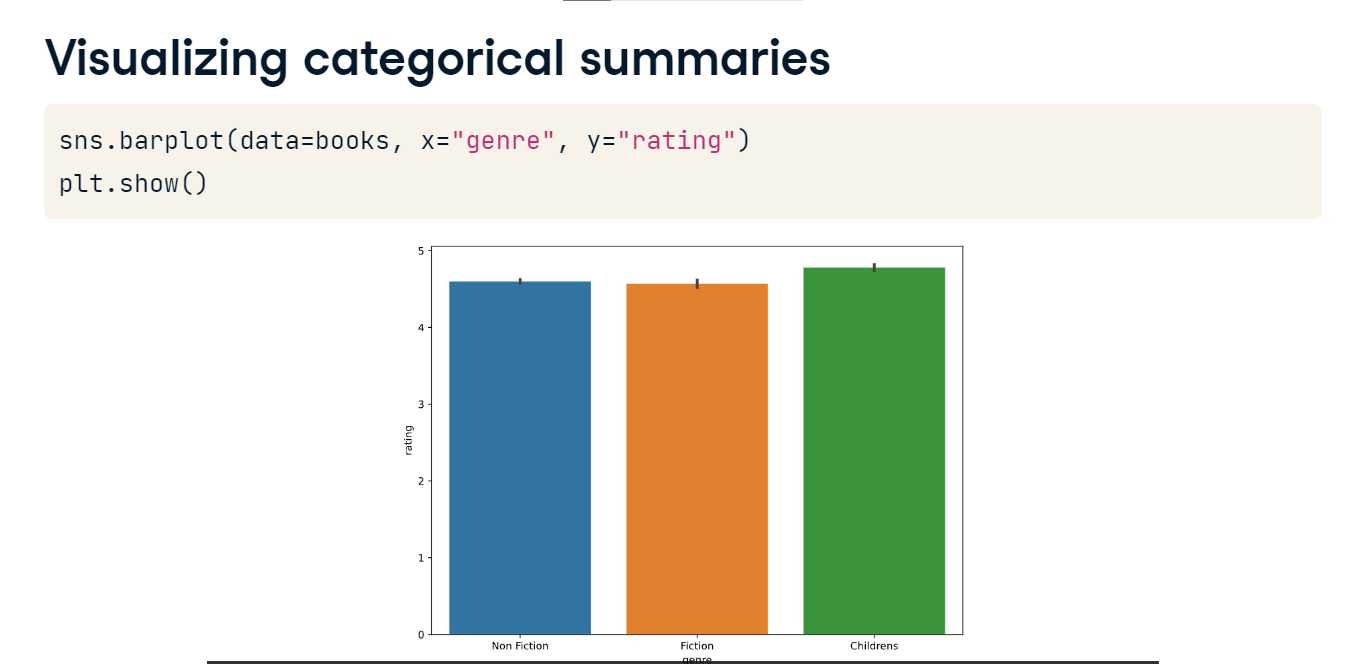 Visualizing categorical summaries
sns.barplot(data=books, x="genre", y="rating")
plt.show()
5
4
3
2
1
0
rating
Non Fiction Fiction Childrens
genre